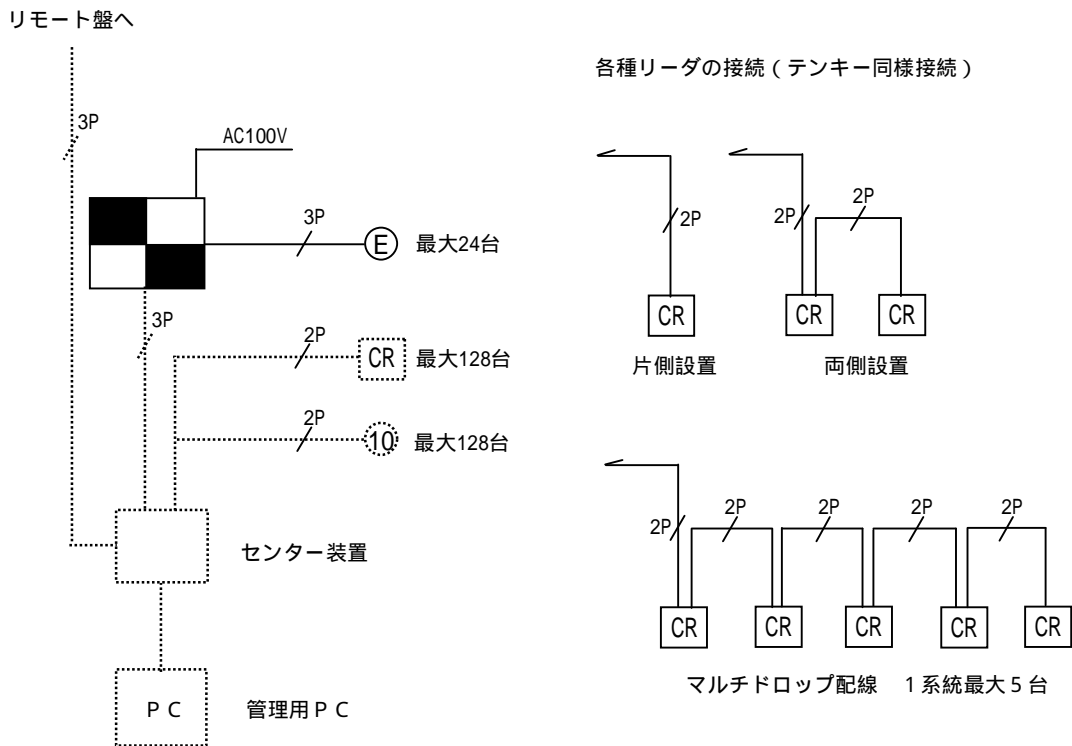 リモート盤へ
3P
AC100V
3P
E 最大24台
3P
2P
CR 最大128台
2P
10 最大128台
センター装置
PC 管理用PC
各種リーダの接続(テンキー同様接続)
2P
2P
2P
CR
CR
CR
片側設置
両側設置
2P
2P
2P
2P
2P
CR
CR
CR
CR
CR
マルチドロップ配線 1系統最大5台